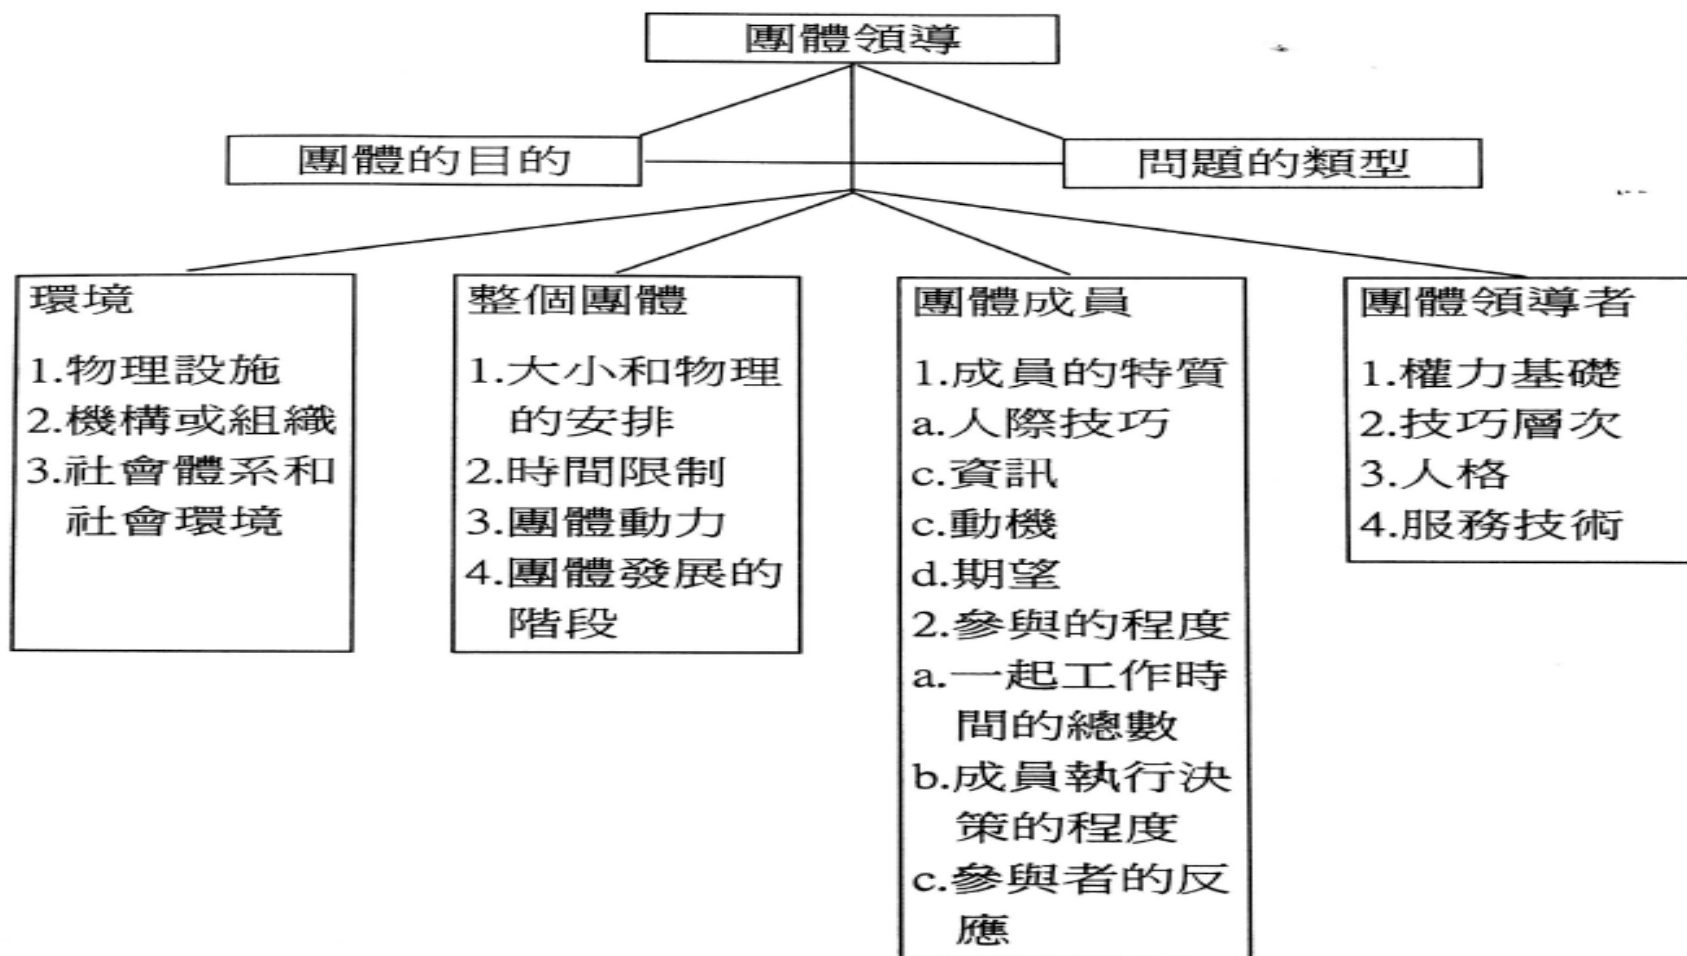 團體領導
團體的目的
問題的類型
環境
1.物理設施
2.機構或組織
3.社會體系和
社會環境
整個團體
1.大小和物理
的安排
2.時間限制
3.團體動力
4.團體發展的
階段
團體成員
1.成員的特質
a.人際技巧
c.資訊
c.動機
d.期望
2.參與的程度
a.一起工作時
間的總數
b.成員執行決
策的程度
c.參與者的反
應
團體領導者
1.權力基礎
2.技巧層次
3.人格
4.服務技術